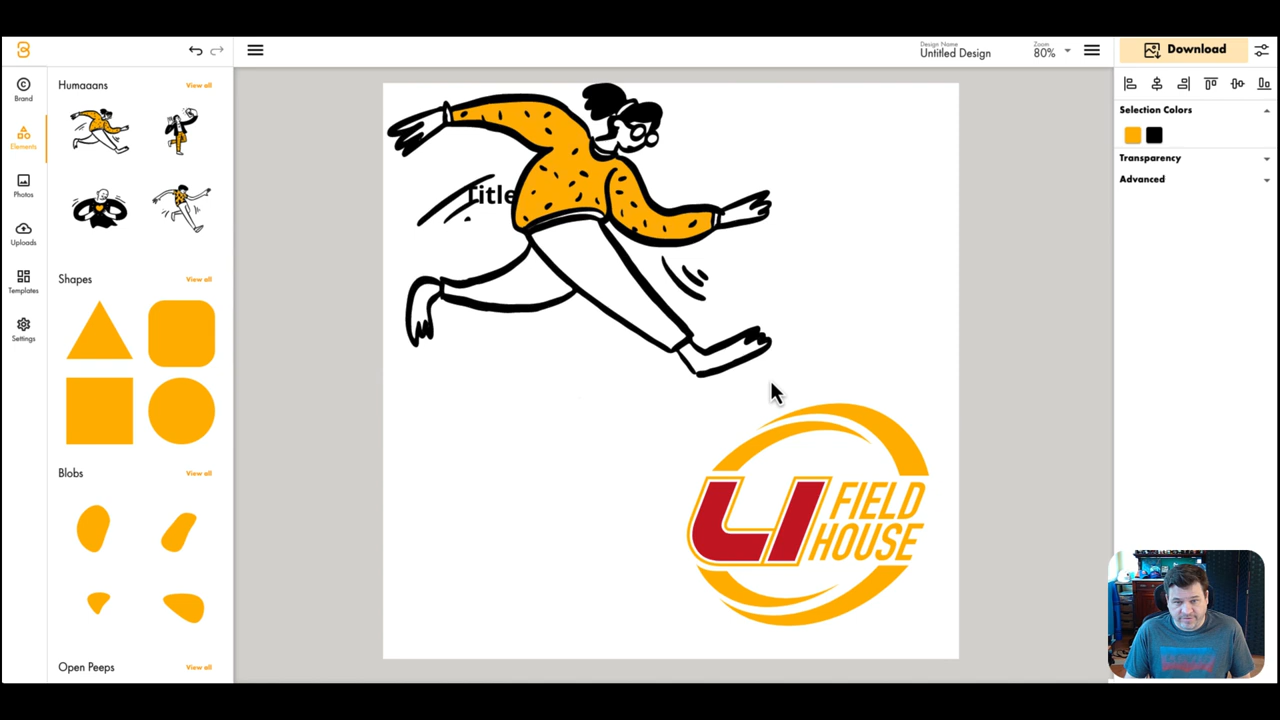 Design Name
Untitled Design
Zoom
80%
Download
Brand
Elements
Photos
Uploads
Templates
Settings
Humaaans
View all
Shapes
View all
Blobs
View all
Open Peeps
View all
Title
FIELD
HOUSE
Selection Colors
Transparency
Advanced